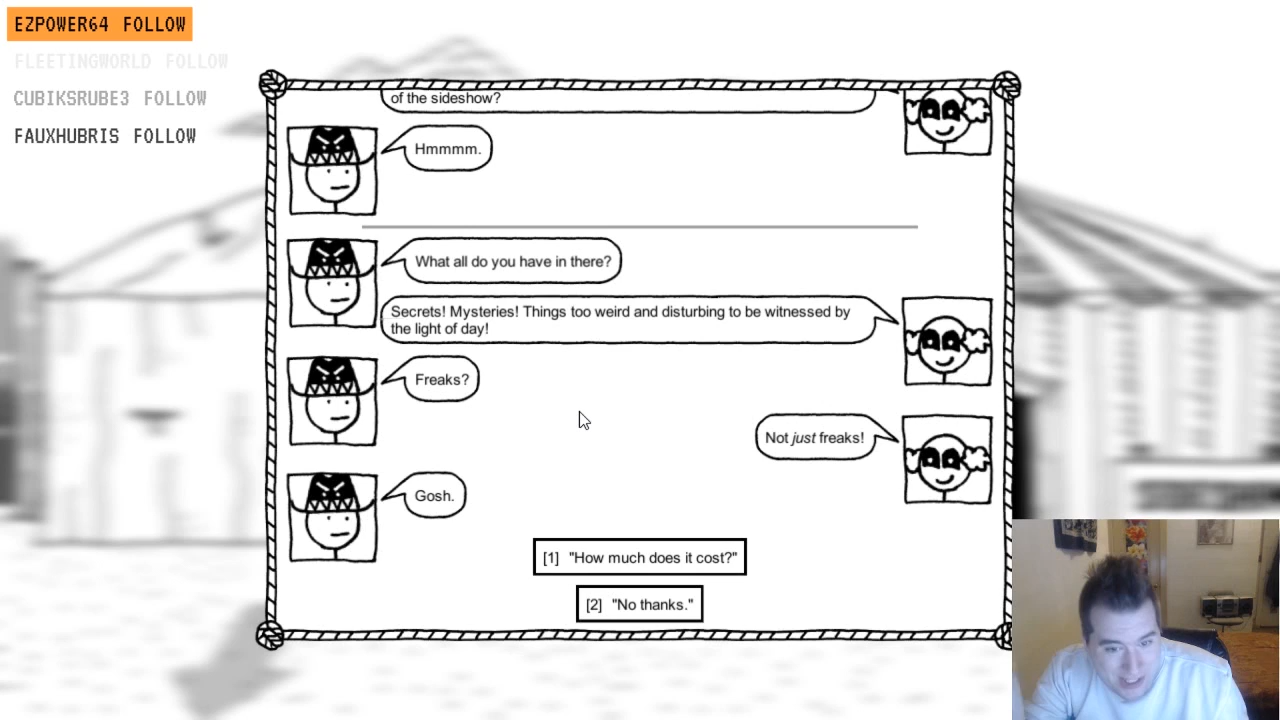 EZPOWER64 FOLLOW
FLEETINGWORLD FOLLOW
CUBIKSRUBE3 FOLLOW
FAUXHUBRIS FOLLOW
of the sideshow?
Hmmmm.
What all do you have in there?
Secrets! Mysteries! Things too weird and disturbing to be witnessed by
the light of day!
Freaks?
Not just freaks!
Gosh.
[1] "How much does it cost?"
[2] "No thanks."